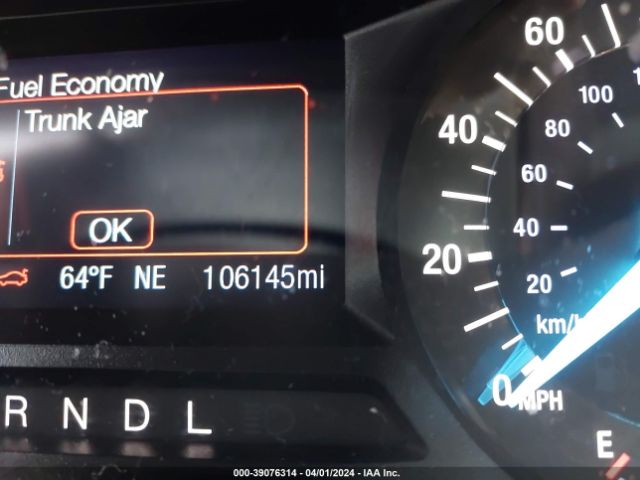 Fuel Economy
Trunk Ajar
OK
64°F NE 106145mi
R N D L
60
40
20
0
MPH
100
80
60
40
20
km/h
E
000-39076314 - 04/01/2024 - IAA Inc.